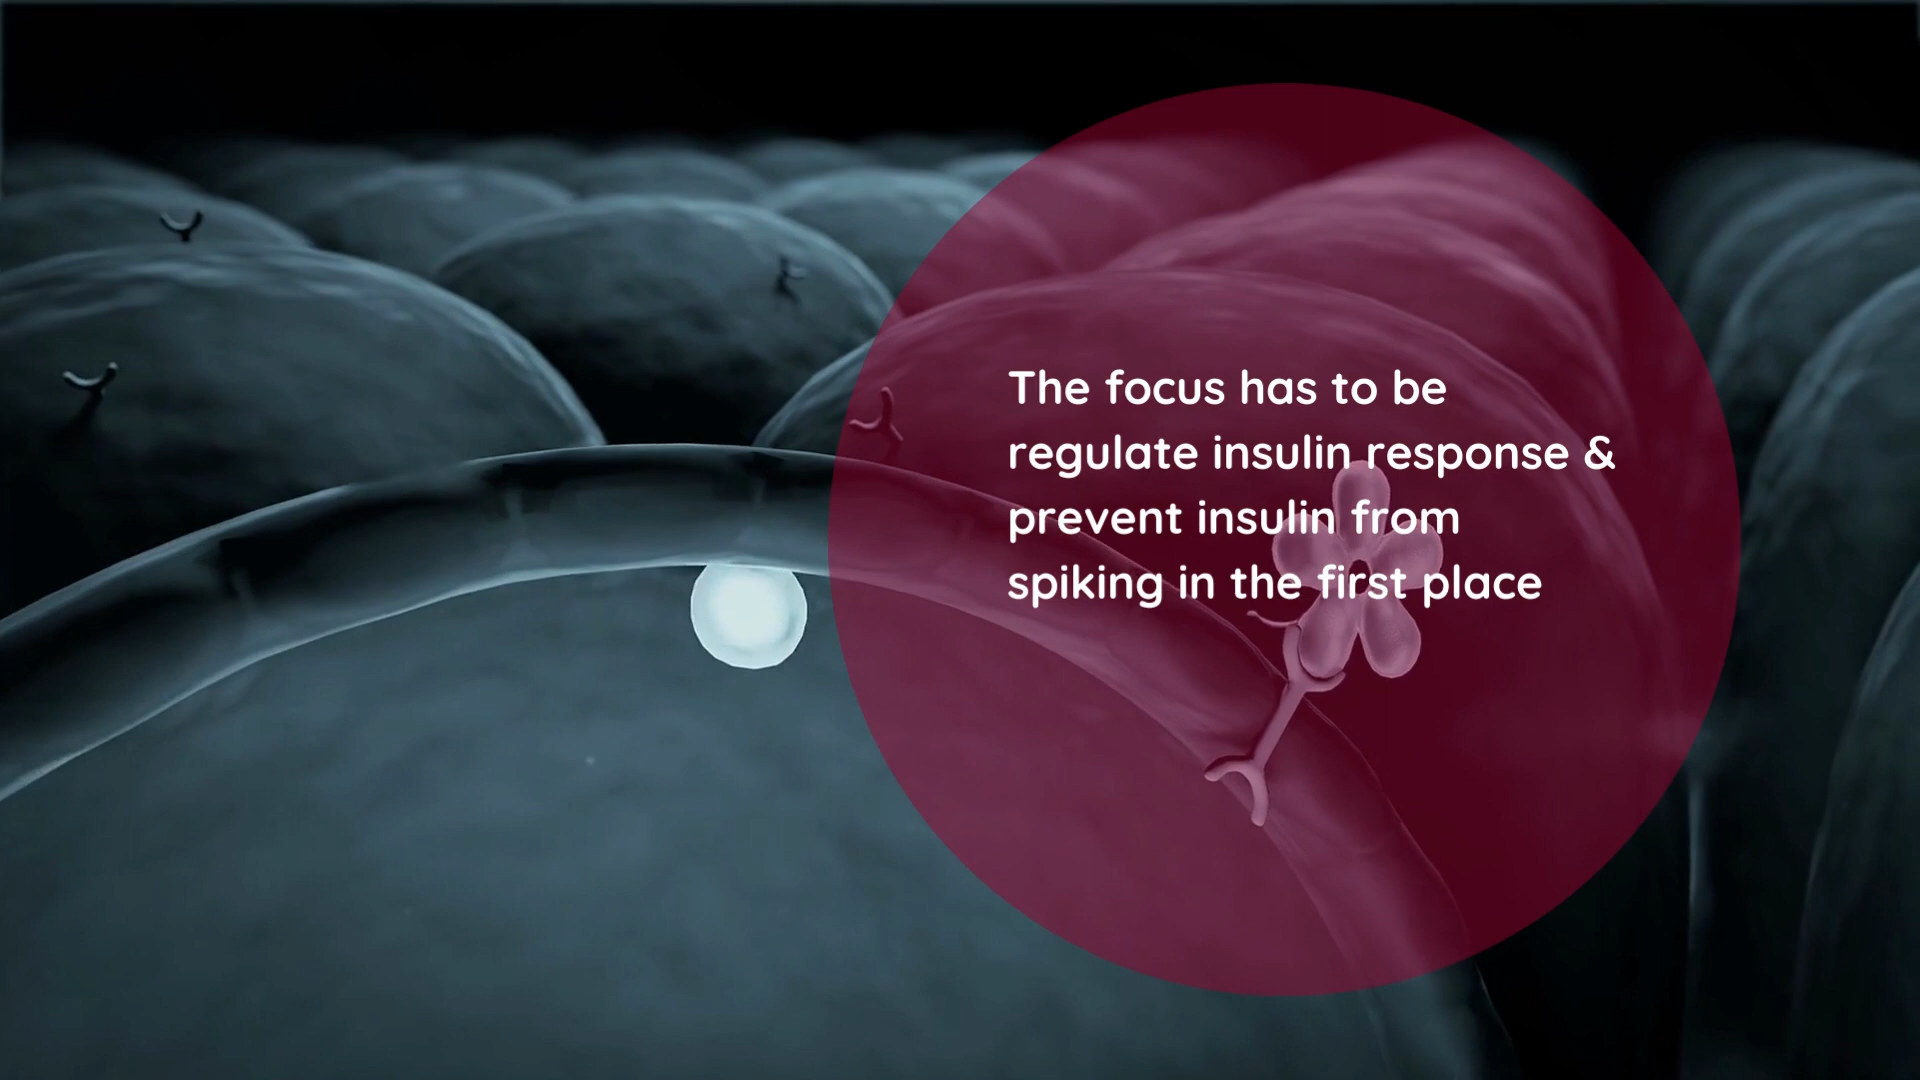 The focus has to be
regulate insulin response &
prevent insulin from
spiking in the first place